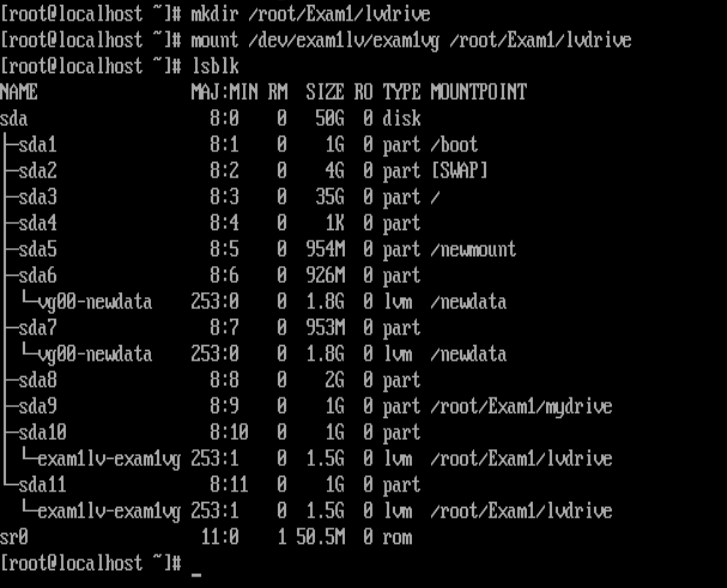 [root@localhost ~]# mkdir /root/Exam1/lvdrive
[root@localhost ~]# mount /dev/exam1lv/exam1vg /root/Exam1/lvdrive
[root@localhost ~]# lsblk
NAME                MAJ:MIN RM  SIZE RO TYPE MOUNTPOINT
sda                   8:0    0   50G  0 disk
├─sda1                8:1    0    1G  0 part /boot
├─sda2                8:2    0    4G  0 part [SWAP]
├─sda3                8:3    0   35G  0 part /
├─sda4                8:4    0    1K  0 part
├─sda5                8:5    0  954M  0 part /newmount
├─sda6                8:6    0  926M  0 part
│ └─vg00-newdata    253:0    0  1.8G  0 lvm  /newdata
├─sda7                8:7    0  953M  0 part
│ └─vg00-newdata    253:0    0  1.8G  0 lvm  /newdata
├─sda8                8:8    0    2G  0 part
├─sda9                8:9    0    1G  0 part /root/Exam1/mydrive
├─sda10               8:10   0    1G  0 part
│ └─exam1lv-exam1vg 253:1    0  1.5G  0 lvm  /root/Exam1/lvdrive
└─sda11               8:11   0    1G  0 part
  └─exam1lv-exam1vg 253:1    0  1.5G  0 lvm  /root/Exam1/lvdrive
sr0                  11:0    1 50.5M  0 rom
[root@localhost ~]# _